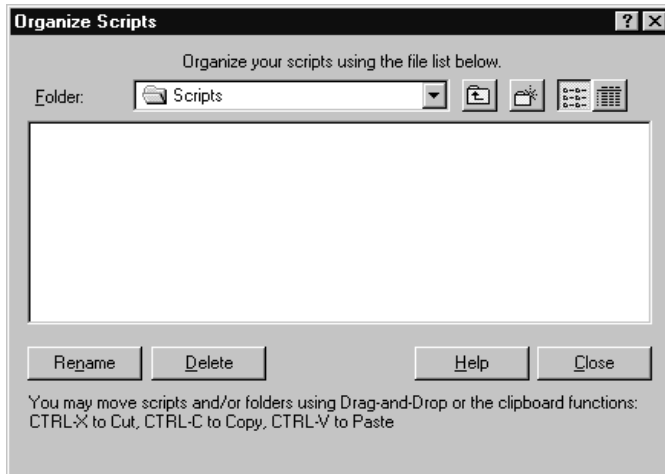 Organize Scripts
Organize your scripts using the file list below.
Folder: Scripts
Rename Delete Help Close
You may move scripts and/or folders using Drag-and-Drop or the clipboard functions:
CTRL-X to Cut, CTRL-C to Copy, CTRL-V to Paste